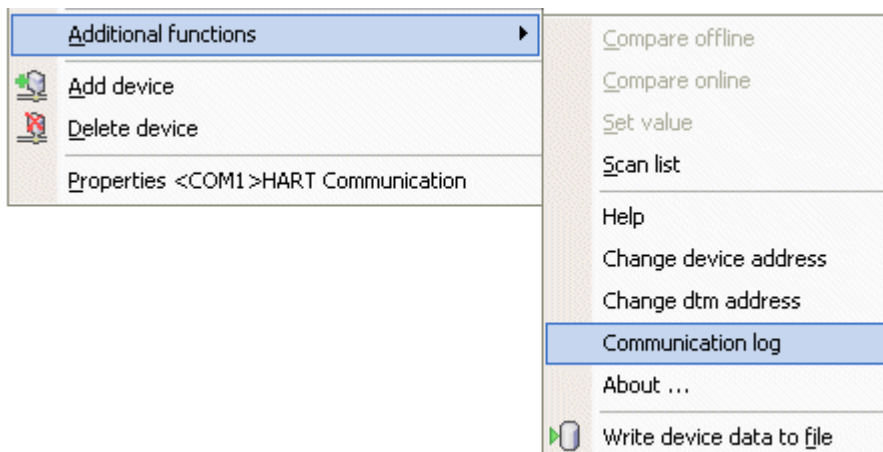 Additional functions
Add device
Delete device
Properties <COM1>HART Communication
Compare offline
Compare online
Set value
Scan list
Help
Change device address
Change dtm address
Communication log
About ...
Write device data to file